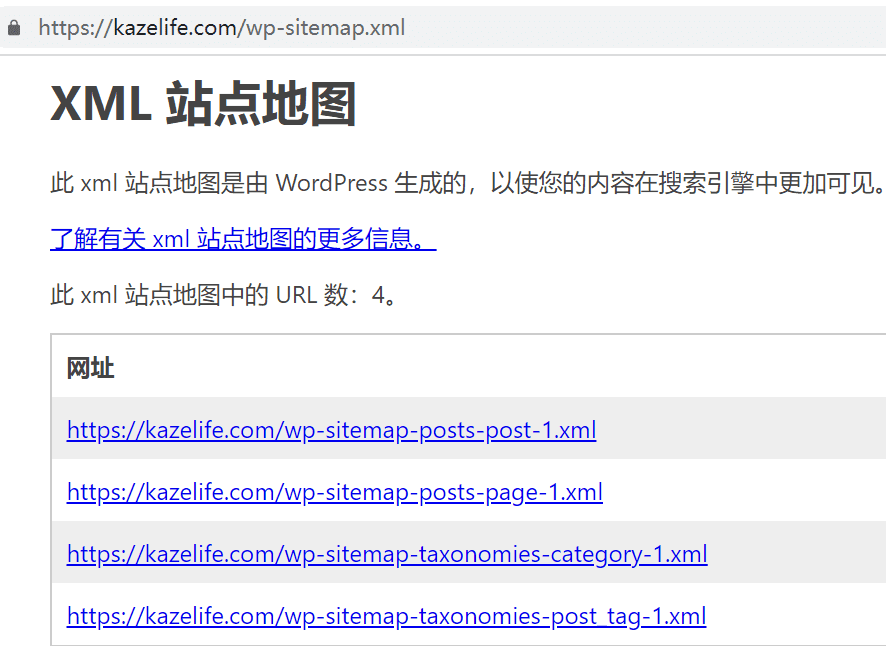 https://kazelife.com/wp-sitemap.xml
XML 站点地图
此 xml 站点地图是由 WordPress 生成的，以使您的内容在搜索引擎中更加可见。
了解有关 xml 站点地图的更多信息。
此 xml 站点地图中的 URL 数：4。
网址
https://kazelife.com/wp-sitemap-posts-post-1.xml
https://kazelife.com/wp-sitemap-posts-page-1.xml
https://kazelife.com/wp-sitemap-taxonomies-category-1.xml
https://kazelife.com/wp-sitemap-taxonomies-post_tag-1.xml